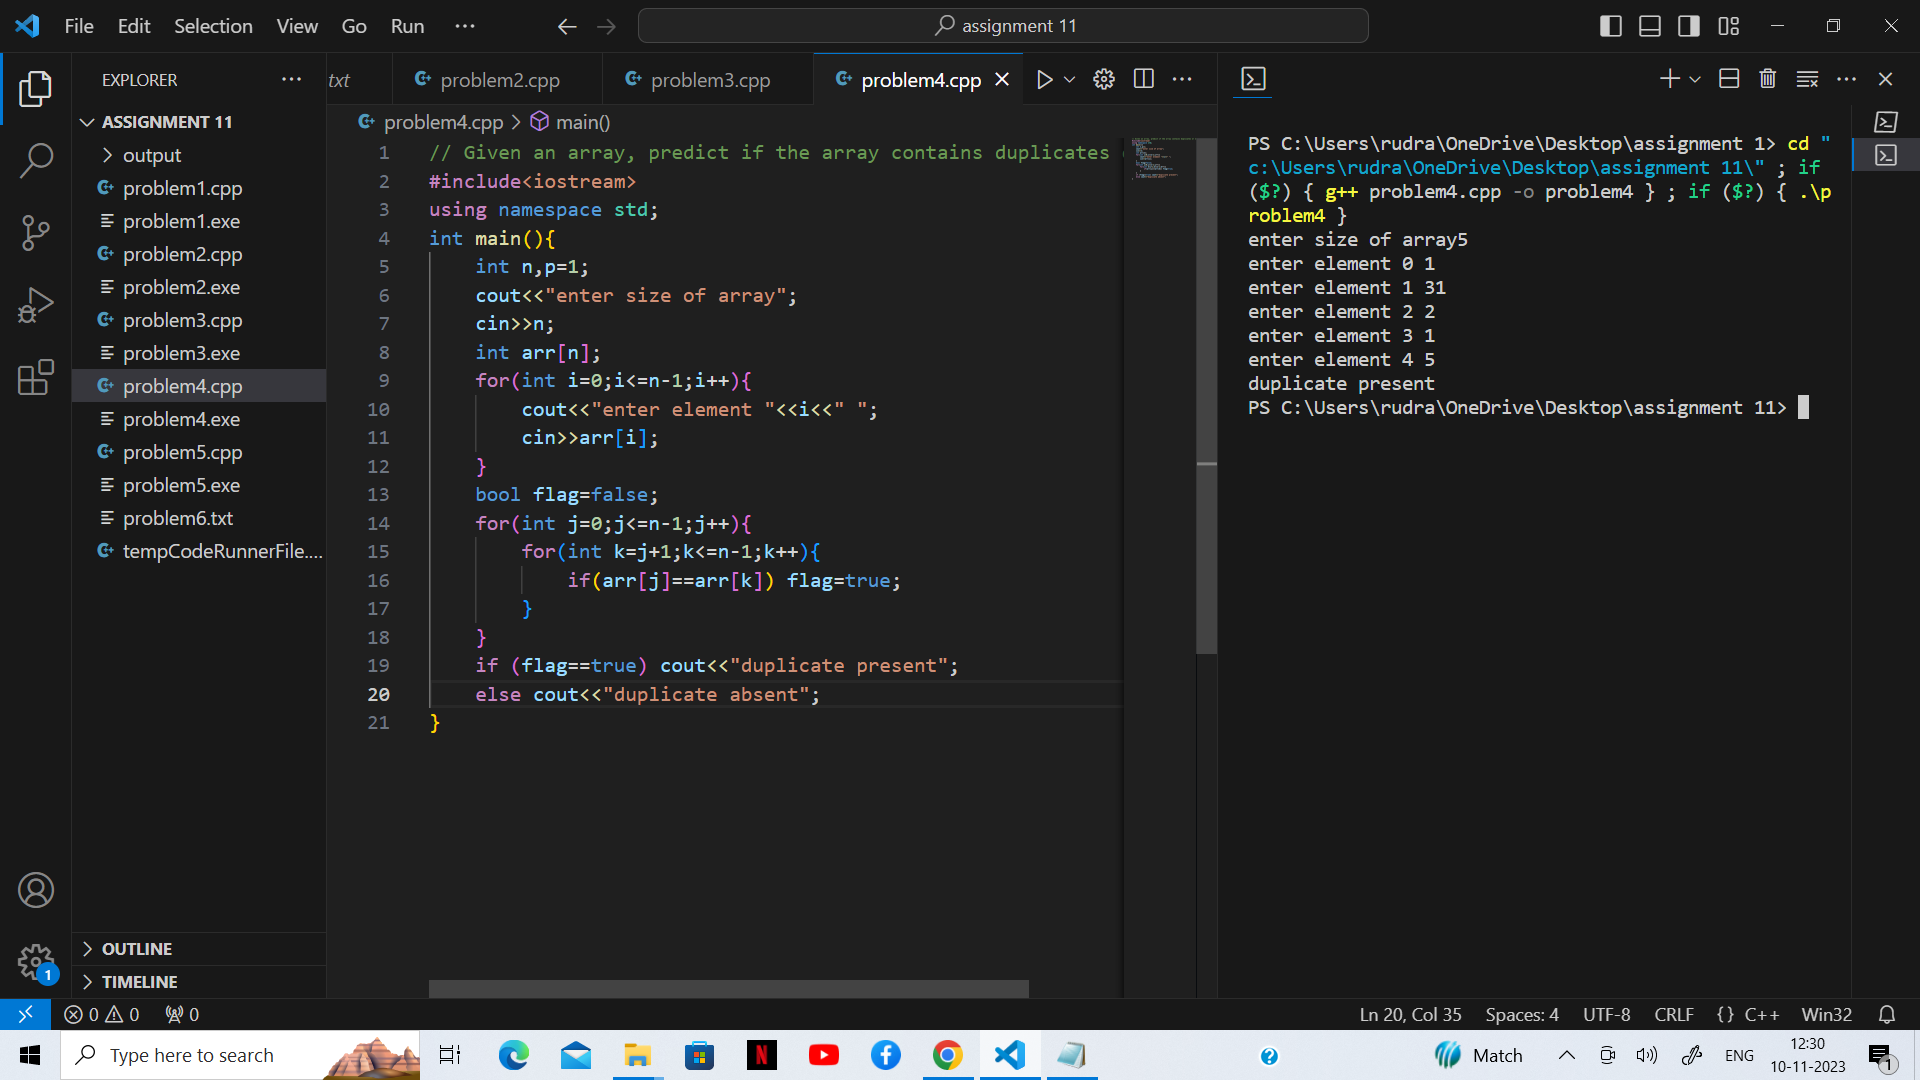 File Edit Selection View Go Run ···
assignment 11
EXPLORER ···
ASSIGNMENT 11
output
problem1.cpp
problem1.exe
problem2.cpp
problem2.exe
problem3.cpp
problem3.exe
problem4.cpp
problem4.exe
problem5.cpp
problem5.exe
problem6.txt
tempCodeRunnerFile....
OUTLINE
TIMELINE
1
txt problem2.cpp problem3.cpp problem4.cpp
problem4.cpp > main()
1 // Given an array, predict if the array contains duplicates
2 #include<iostream>
3 using namespace std;
4 int main(){
5 int n,p=1;
6 cout<<"enter size of array";
7 cin>>n;
8 int arr[n];
9 for(int i=0;i<=n-1;i++){
10 cout<<"enter element "<<i<<" ";
11 cin>>arr[i];
12 }
13 bool flag=false;
14 for(int j=0;j<=n-1;j++){
15 for(int k=j+1;k<=n-1;k++){
16 if(arr[j]==arr[k]) flag=true;
17 }
18 }
19 if (flag==true) cout<<"duplicate present";
20 else cout<<"duplicate absent";
21 }
PS C:\Users\rudra\OneDrive\Desktop\assignment 1> cd "
c:\Users\rudra\OneDrive\Desktop\assignment 11\" ; if
($?) { g++ problem4.cpp -o problem4 } ; if ($?) { .\p
roblem4 }
enter size of array5
enter element 0 1
enter element 1 31
enter element 2 2
enter element 3 1
enter element 4 5
duplicate present
PS C:\Users\rudra\OneDrive\Desktop\assignment 11>
0 0 0
Ln 20, Col 35 Spaces: 4 UTF-8 CRLF {} C++ Win32
Type here to search
Match
ENG
12:30
10-11-2023
1